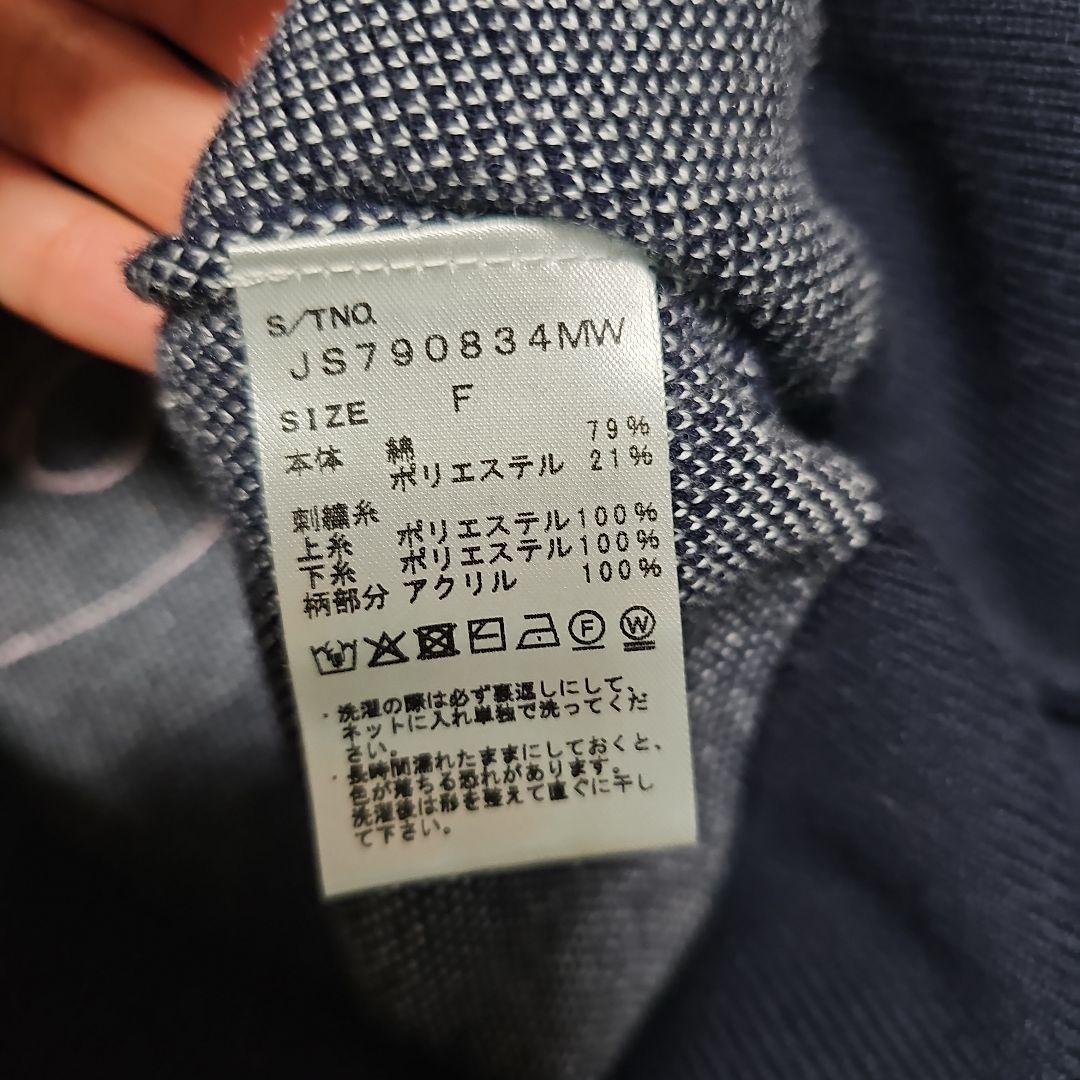 S/TNO.
JS790834MW
SIZE F
本体 綿 79%
ポリエステル 21%
刺繍糸
上糸 ポリエステル100%
下糸 ポリエステル100%
柄部分 アクリル 100%
F W
・洗濯の際は必ず裏返しにして、
ネットに入れ単独で洗ってくだ
さい。
・長時間濡れたままにしておくと、
色が落ちる恐れがあります。
洗濯後は形を整えて直ぐに干し
て下さい。